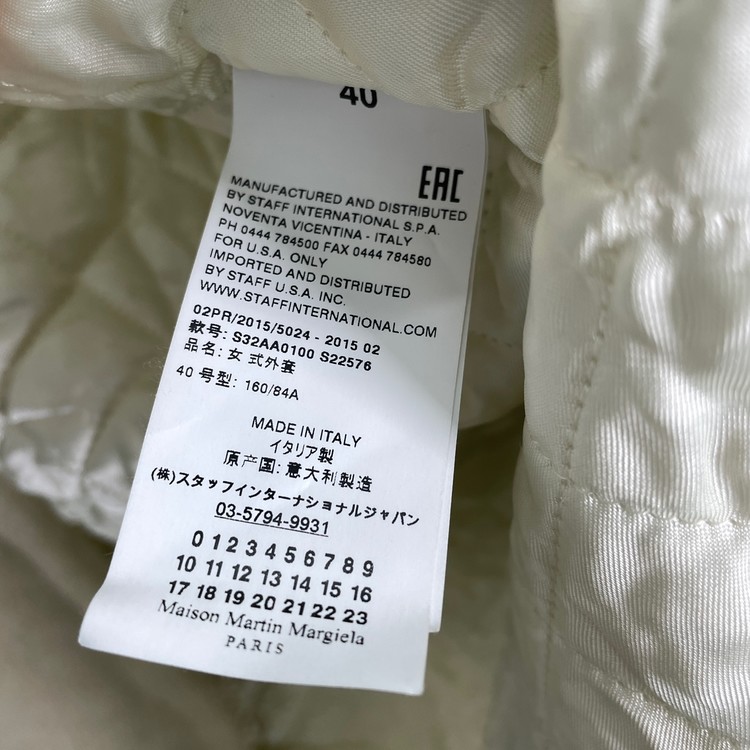 40
EAC
MANUFACTURED AND DISTRIBUTED
BY STAFF INTERNATIONAL S.P.A.
NOVENTA VICENTINA - ITALY
PH 0444 784500 FAX 0444 784580
FOR U.S.A. ONLY
IMPORTED AND DISTRIBUTED
BY STAFF U.S.A. INC.
WWW.STAFFINTERNATIONAL.COM
02PR/2015/5024 - 2015 02
款号: S32AA0100 S22576
品名: 女 式外套
40 号型: 160/84A
MADE IN ITALY
イタリア製
原产国: 意大利製造
(株)スタッフインターナショナルジャパン
03-5794-9931
0 1 2 3 4 5 6 7 8 9
10 11 12 13 14 15 16
17 18 19 20 21 22 23
Maison Martin Margiela
PARIS